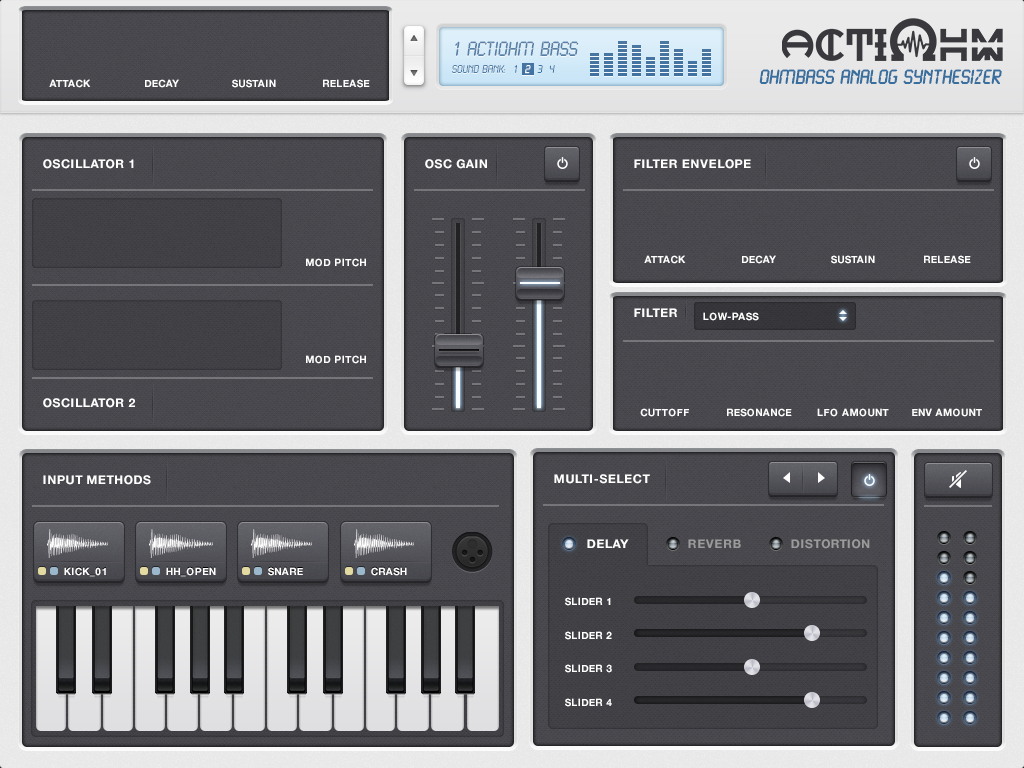 ATTACK DECAY SUSTAIN RELEASE
1 ACTIOHM BASS
SOUND BANK: 1 2 3 4
ACTIOHM
OHMBASS ANALOG SYNTHESIZER
OSCILLATOR 1
MOD PITCH
MOD PITCH
OSCILLATOR 2
OSC GAIN
FILTER ENVELOPE
ATTACK DECAY SUSTAIN RELEASE
FILTER LOW-PASS
CUTTOFF RESONANCE LFO AMOUNT ENV AMOUNT
INPUT METHODS
KICK_01 HH_OPEN SNARE CRASH
MULTI-SELECT
DELAY REVERB DISTORTION
SLIDER 1
SLIDER 2
SLIDER 3
SLIDER 4